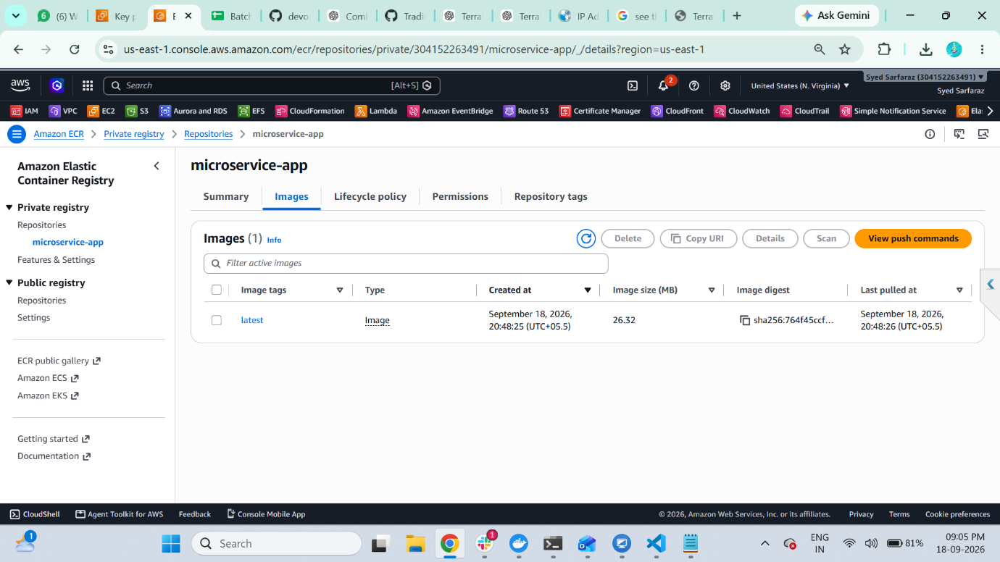 6
(6) W
Key p
E
Batch
devo
Coml
Tradi
Terra
Terra
IP Ad
see th
Terra
Ask Gemini
us-east-1.console.aws.amazon.com/ecr/repositories/private/304152263491/microservice-app/_/details?region=us-east-1
aws
Search
[Alt+S]
2
United States (N. Virginia) ▼
Syed Sarfaraz (304152263491) ▼
Syed Sarfaraz
IAM
VPC
EC2
S3
Aurora and RDS
EFS
CloudFormation
Lambda
Amazon EventBridge
Route 53
Certificate Manager
CloudFront
CloudWatch
CloudTrail
Simple Notification Service
Elas
Amazon ECR
Private registry
Repositories
microservice-app
Amazon Elastic
Container Registry
Private registry
Repositories
microservice-app
Features & Settings
Public registry
Repositories
Settings
ECR public gallery
Amazon ECS
Amazon EKS
Getting started
Documentation
microservice-app
Summary
Images
Lifecycle policy
Permissions
Repository tags
Images (1) Info
Delete
Copy URI
Details
Scan
View push commands
Filter active images
Image tags
Type
Created at
Image size (MB)
Image digest
Last pulled at
latest
Image
September 18, 2026,
20:48:25 (UTC+05.5)
26.32
sha256:764f45ccf...
September 18, 2026,
20:48:26 (UTC+05.5)
CloudShell
Agent Toolkit for AWS
Feedback
Console Mobile App
© 2026, Amazon Web Services, Inc. or its affiliates.
Privacy
Terms
Cookie preferences
1
Search
1
ENG
IN
81%
09:05 PM
18-09-2026